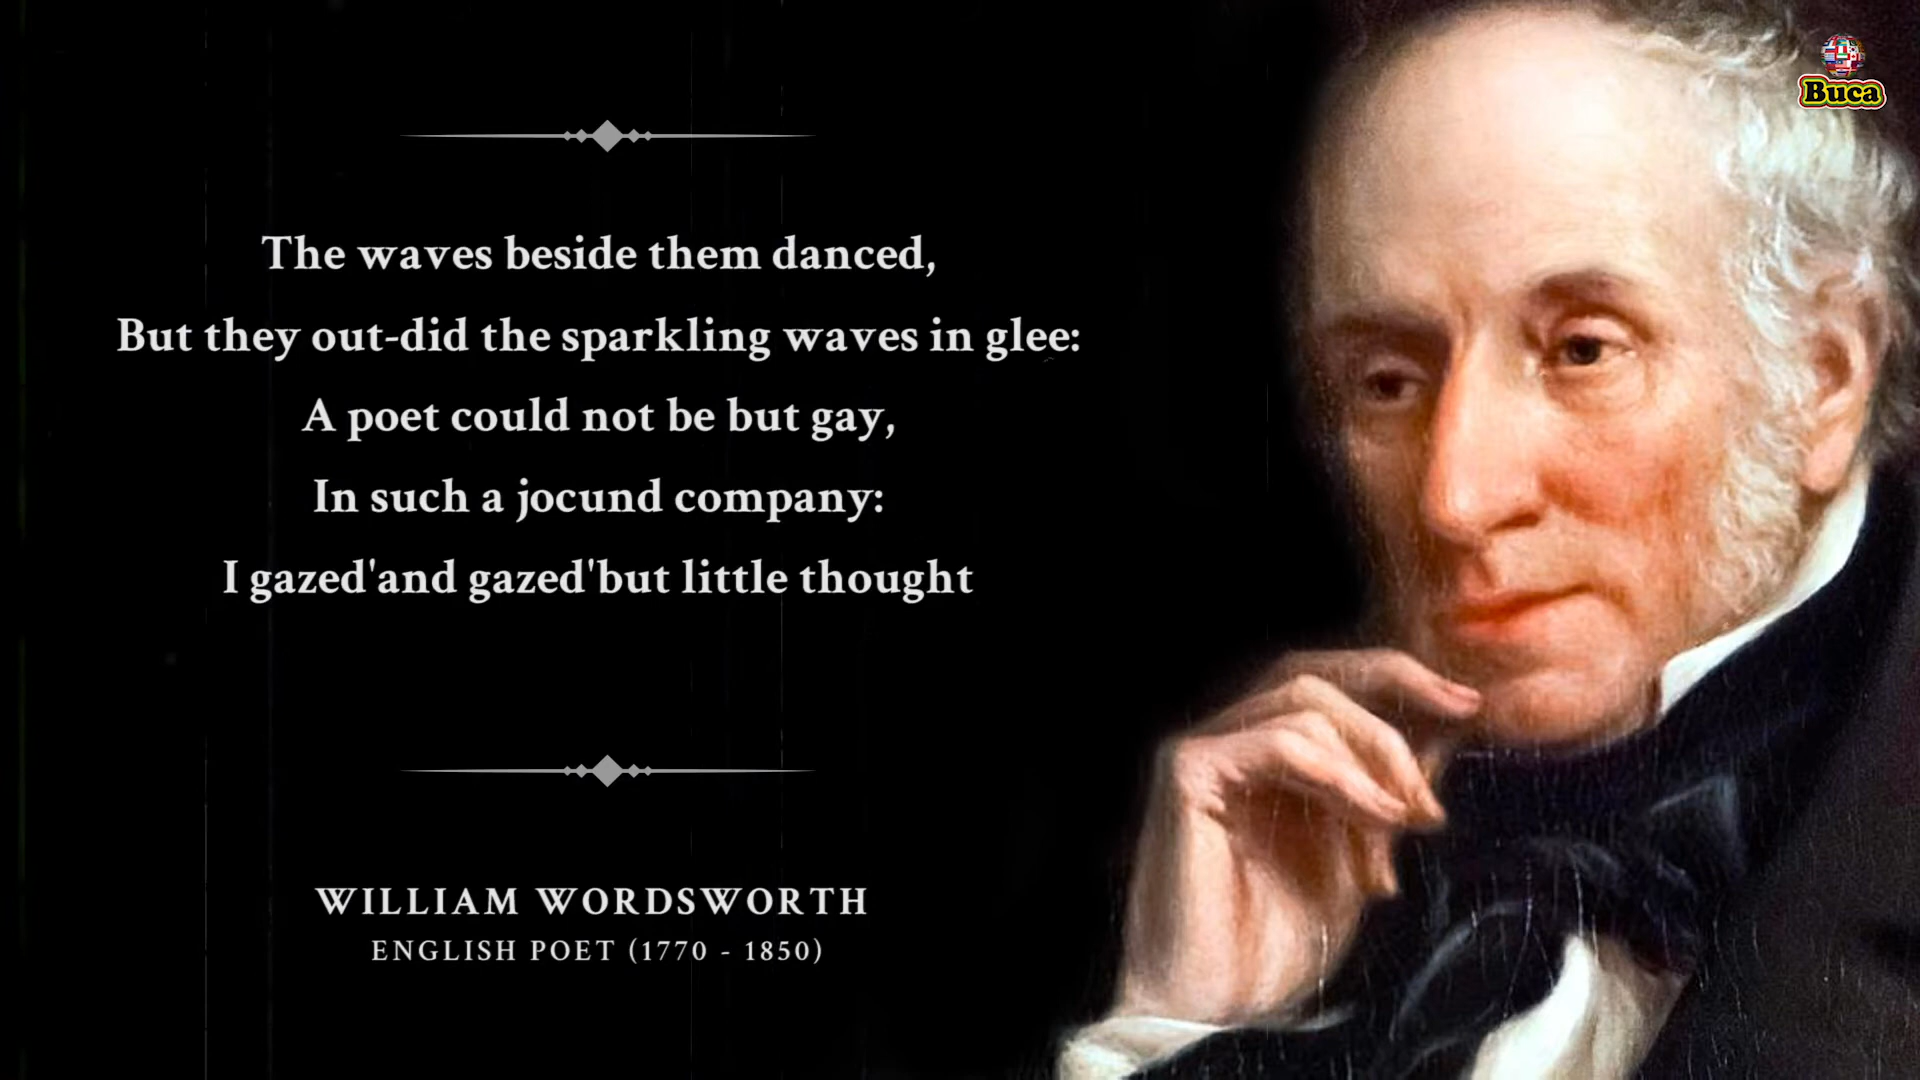 Buca
The waves beside them danced,
But they out-did the sparkling waves in glee:
A poet could not be but gay,
In such a jocund company:
I gazed'and gazed'but little thought
WILLIAM WORDSWORTH
ENGLISH POET (1770 - 1850)